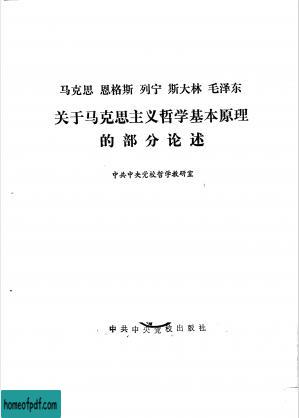 马克思 恩格斯 列宁 斯大林 毛泽东
关于马克思主义哲学基本原理
的部分论述
中共中央党校哲学教研室
中共中央党校出版社
homeofpdf.com